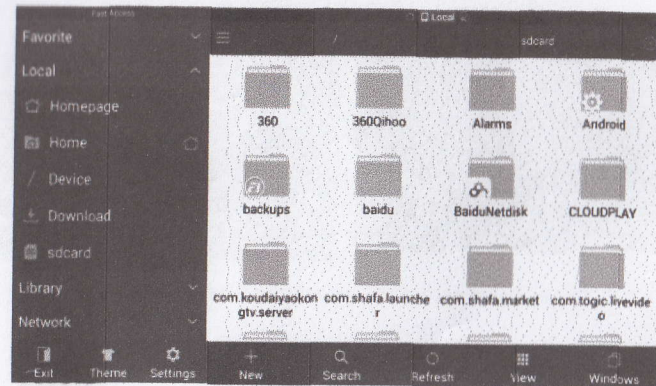 Fast Access
Local
Favorite
/
sdcard
Local
Homepage
Home
Device
Download
sdcard
Library
Network
360
360Qihoo
Alarms
Android
backups
baidu
BaiduNetdisk
CLOUDPLAY
com.koudaiyaokon
gtv.server
com.shafa.launche
r
com.shafa.market
com.togic.livevide
o
Exit
Theme
Settings
New
Search
Refresh
View
Windows